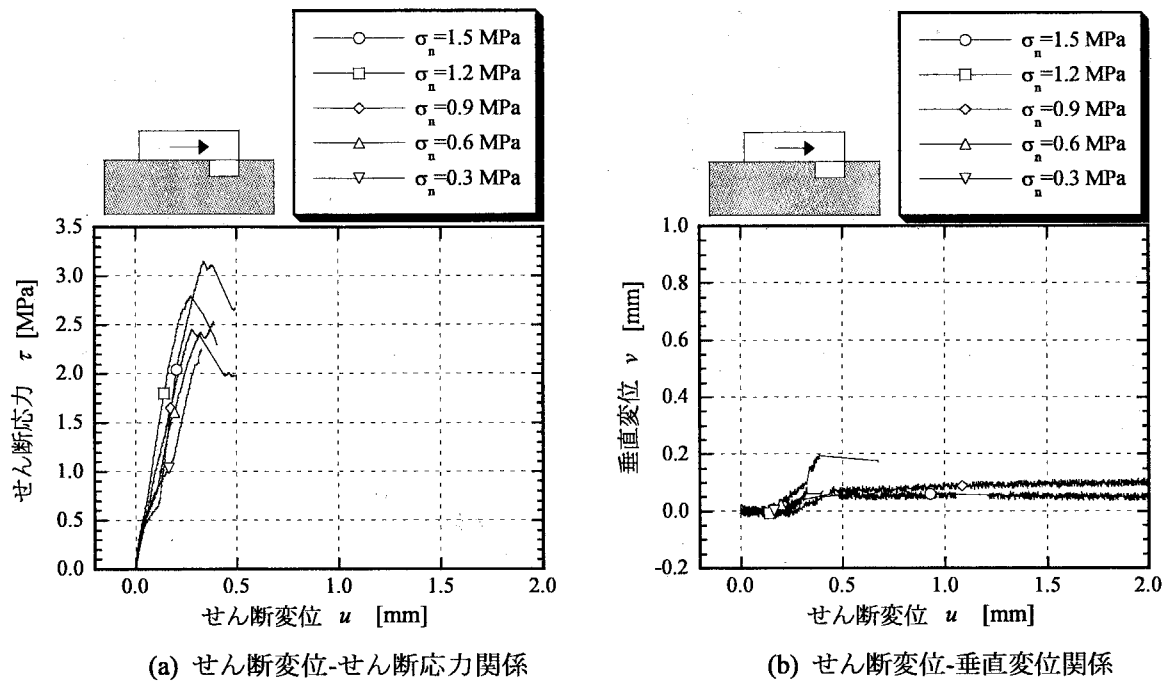 σn=1.5 MPa
σn=1.2 MPa
σn=0.9 MPa
σn=0.6 MPa
σn=0.3 MPa
せん断応力 τ [MPa]
3.5
3.0
2.5
2.0
1.5
1.0
0.5
0.0
0.0 0.5 1.0 1.5 2.0
せん断変位 u [mm]
(a) せん断変位-せん断応力関係
σn=1.5 MPa
σn=1.2 MPa
σn=0.9 MPa
σn=0.6 MPa
σn=0.3 MPa
垂直変位 v [mm]
1.0
0.8
0.6
0.4
0.2
0.0
-0.2
0.0 0.5 1.0 1.5 2.0
せん断変位 u [mm]
(b) せん断変位-垂直変位関係